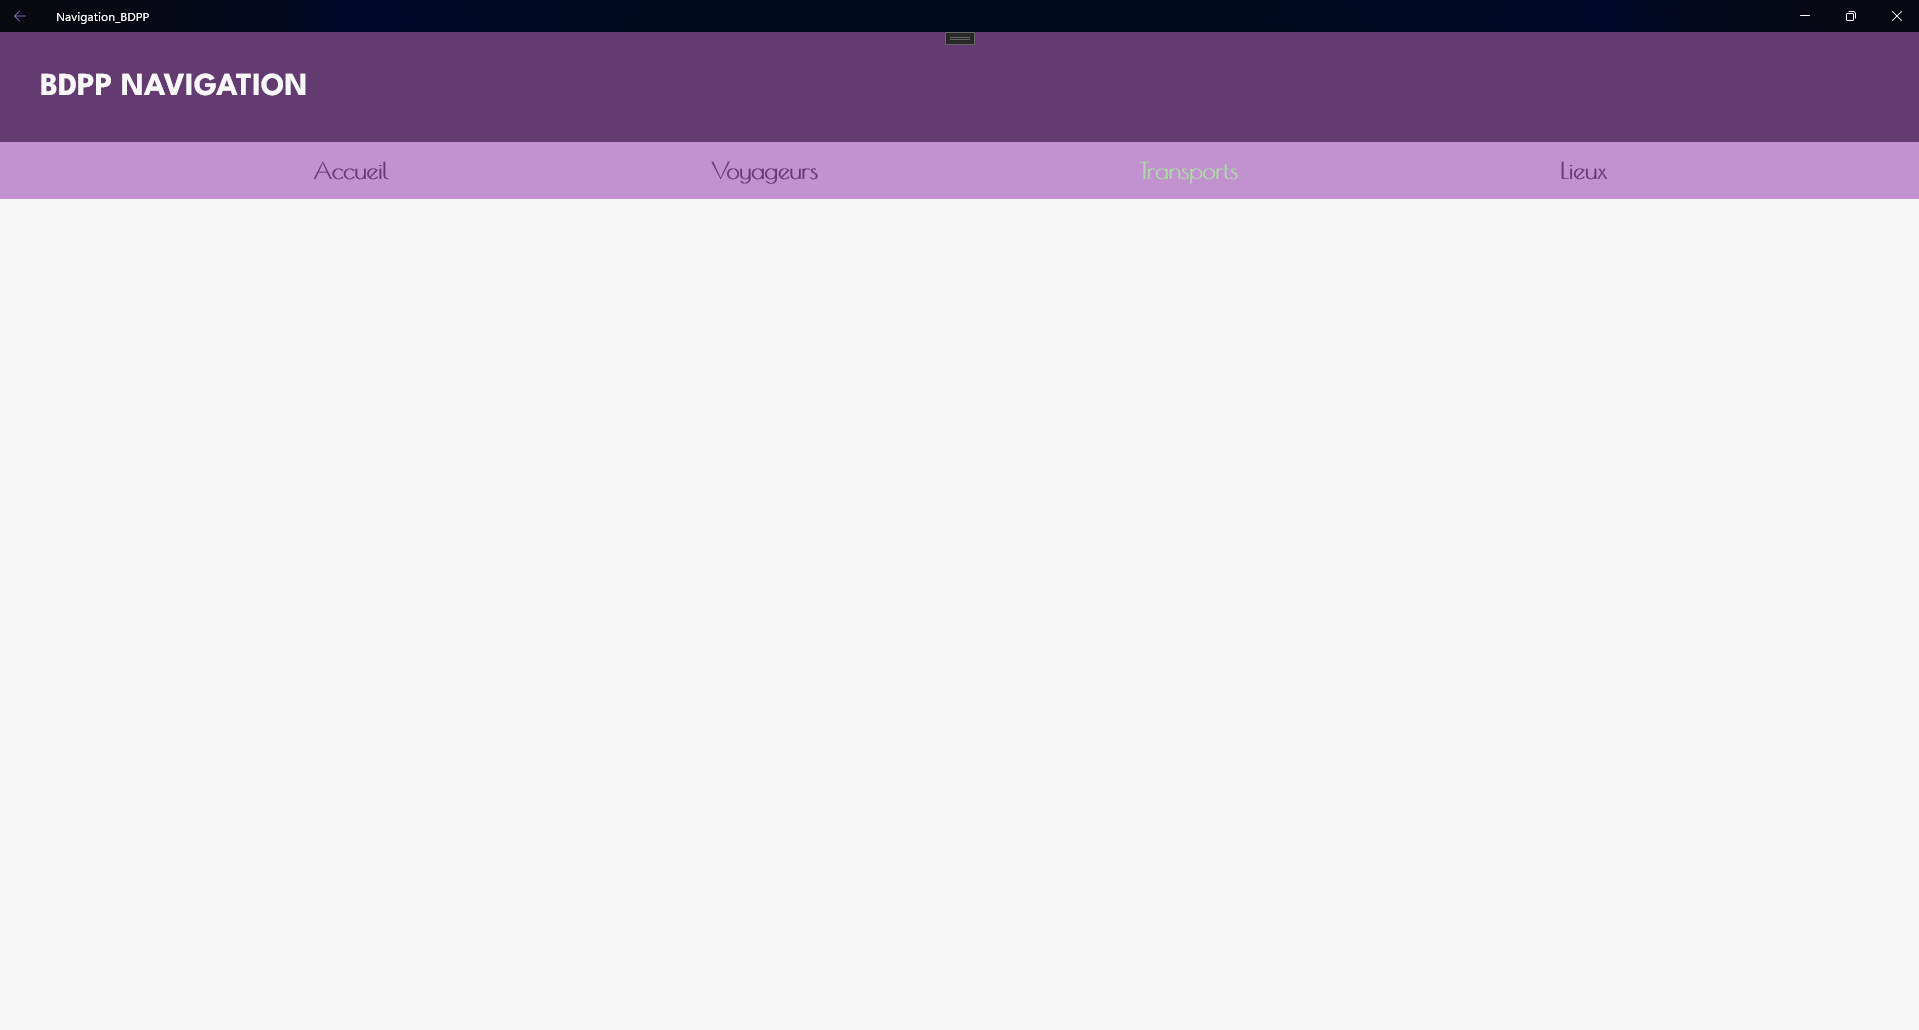 Navigation_BDPP
BDPP NAVIGATION
Accueil Voyageurs Transports Lieux